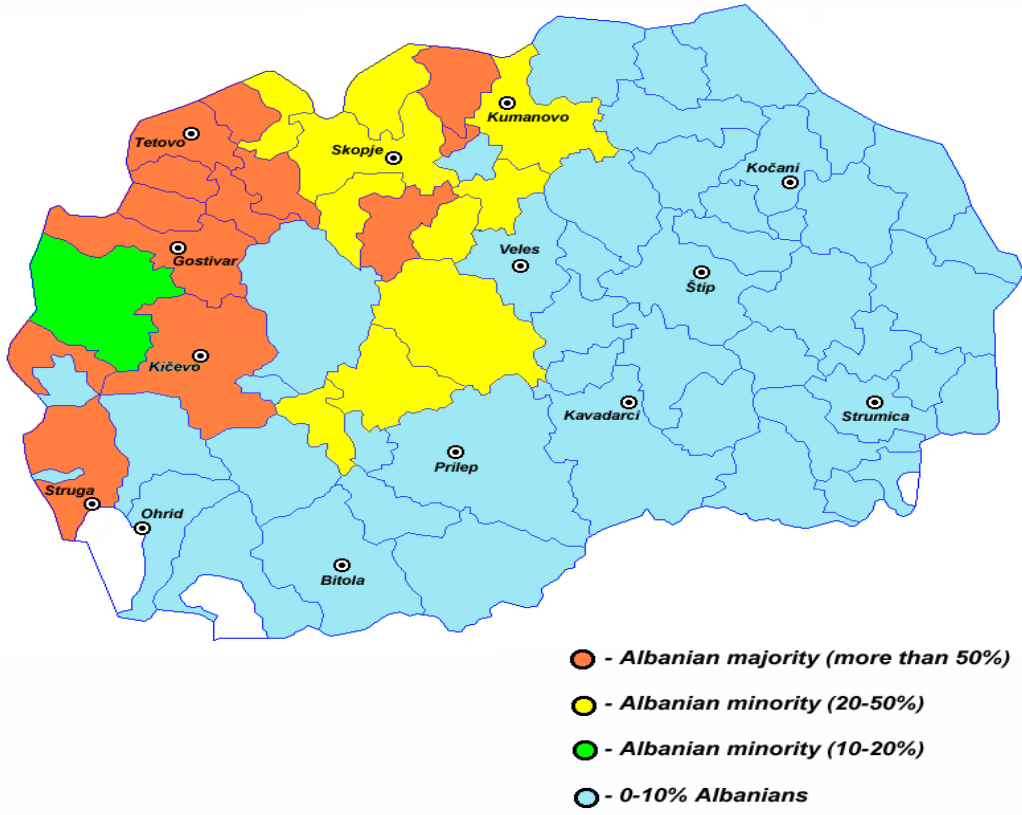 Kumanovo
Tetovo
Skopje
Kočani
Gostivar
Veles
Štip
Kičevo
Kavadarci
Strumica
Prilep
Struga
Ohrid
Bitola
- Albanian majority (more than 50%)
- Albanian minority (20-50%)
- Albanian minority (10-20%)
- 0-10% Albanians